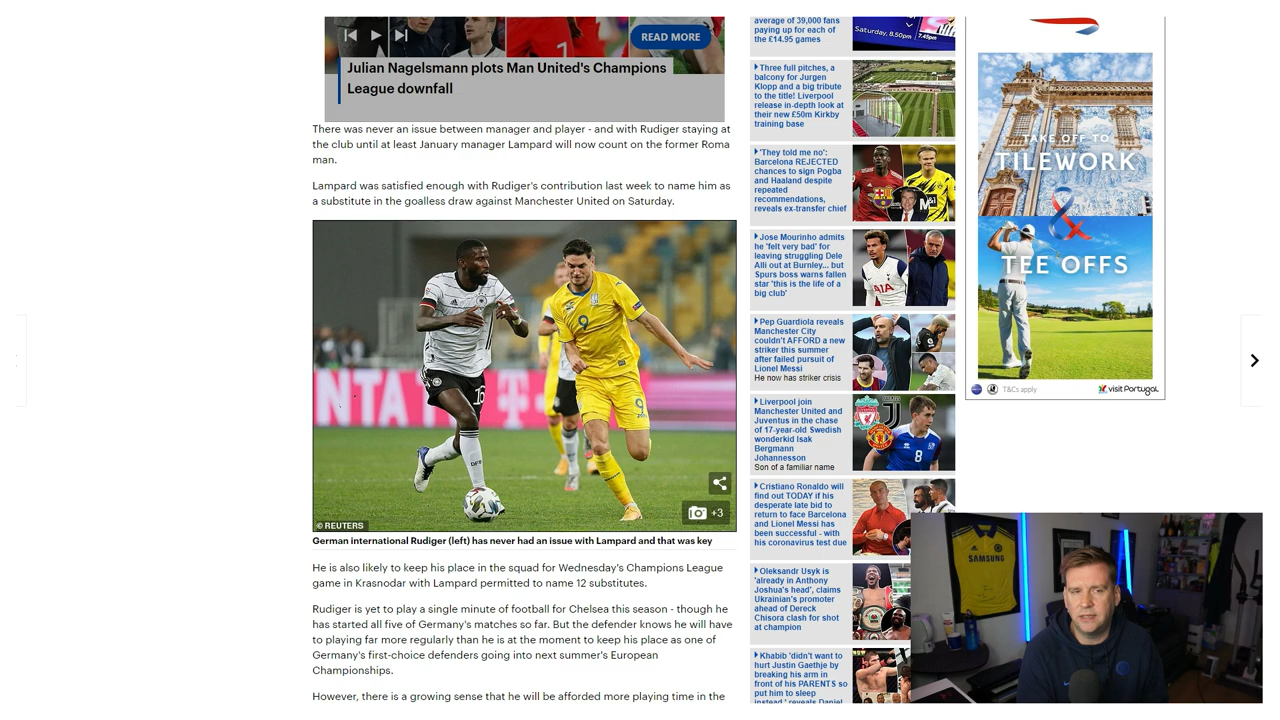 READ MORE
Julian Nagelsmann plots Man United's Champions
League downfall
There was never an issue between manager and player - and with Rudiger staying at
the club until at least January manager Lampard will now count on the former Roma
man.
Lampard was satisfied enough with Rudiger's contribution last week to name him as
a substitute in the goalless draw against Manchester United on Saturday.
9
9
16
DFB
+3
© REUTERS
German international Rudiger (left) has never had an issue with Lampard and that was key
He is also likely to keep his place in the squad for Wednesday's Champions League
game in Krasnodar with Lampard permitted to name 12 substitutes.
Rudiger is yet to play a single minute of football for Chelsea this season - though he
has started all five of Germany's matches so far. But the defender knows he will have
to playing far more regularly than he is at the moment to keep his place as one of
Germany's first-choice defenders going into next summer's European
Championships.
However, there is a growing sense that he will be afforded more playing time in the
average of 39,000 fans
paying up for each of
the £14.95 games
Saturday, 8.50pm
7.45pm
Three full pitches, a
balcony for Jurgen
Klopp and a big tribute
to the title! Liverpool
release in-depth look at
their new £50m Kirkby
training base
'They told me no':
Barcelona REJECTED
chances to sign Pogba
and Haaland despite
repeated
recommendations,
reveals ex-transfer chief
Jose Mourinho admits
he 'felt very bad' for
leaving struggling Dele
Alli out at Burnley... but
Spurs boss warns fallen
star 'this is the life of a
big club'
AIA
Pep Guardiola reveals
Manchester City
couldn't AFFORD a new
striker this summer
after failed pursuit of
Lionel Messi
He now has striker crisis
Liverpool join
Manchester United and
Juventus in the chase
of 17-year-old Swedish
wonderkid Isak
Bergmann
Johannesson
Son of a familiar name
8
Cristiano Ronaldo will
find out TODAY if his
desperate late bid to
return to face Barcelona
and Lionel Messi has
been successful - with
his coronavirus test due
Oleksandr Usyk is
'already in Anthony
Joshua's head', claims
Ukrainian's promoter
ahead of Dereck
Chisora clash for shot
at champion
Khabib 'didn't want to
hurt Justin Gaethje by
breaking his arm in
front of his PARENTS so
put him to sleep
instead,' reveals Daniel
TAKE OFF TO
TILEWORK
&
TEE OFFS
T&Cs apply
visitPortugal
SAMSUNG